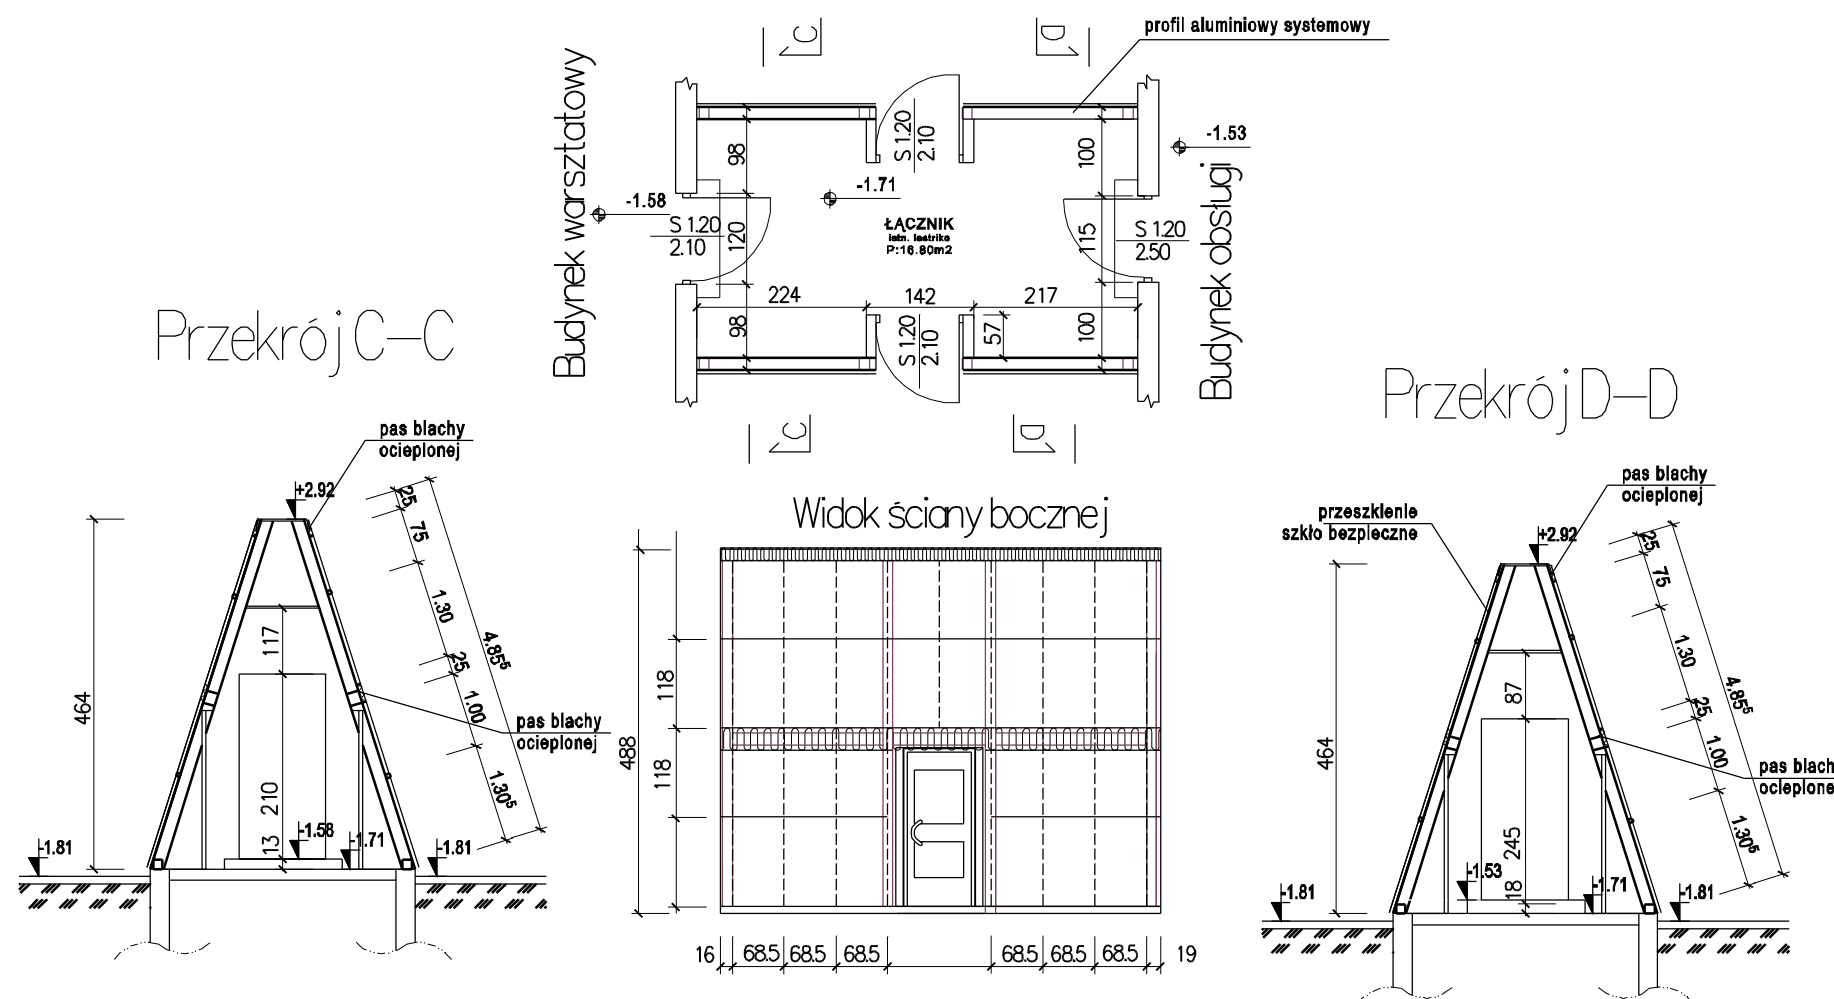 C
D
profil aluminiowy systemowy
Budynek warsztatowy
98
S 1.20
2.10
100
-1.53
-1.58
-1.71
S 1.20
2.10
120
ŁĄCZNIK
istn. lastriko
P:16.80m2
115
S 1.20
2.50
Budynek obsługi
224
142
217
98
S 1.20
2.10
57
100
C
D
Przekrój C-C
pas blachy
ocieplonej
+2.92
25
75
1.30
25
1.00
1.30⁵
4.85⁵
464
117
210
13
pas blachy
ocieplonej
-1.81
-1.58
-1.71
-1.81
Widok ściany bocznej
488
118
118
16
68.5
68.5
68.5
68.5
68.5
68.5
19
Przekrój D-D
pas blachy
ocieplonej
przeszklenie
szkło bezpieczne
+2.92
25
75
1.30
25
1.00
1.30⁵
4.85⁵
464
87
245
18
pas blach
ocieplone
-1.81
-1.53
-1.71
-1.81